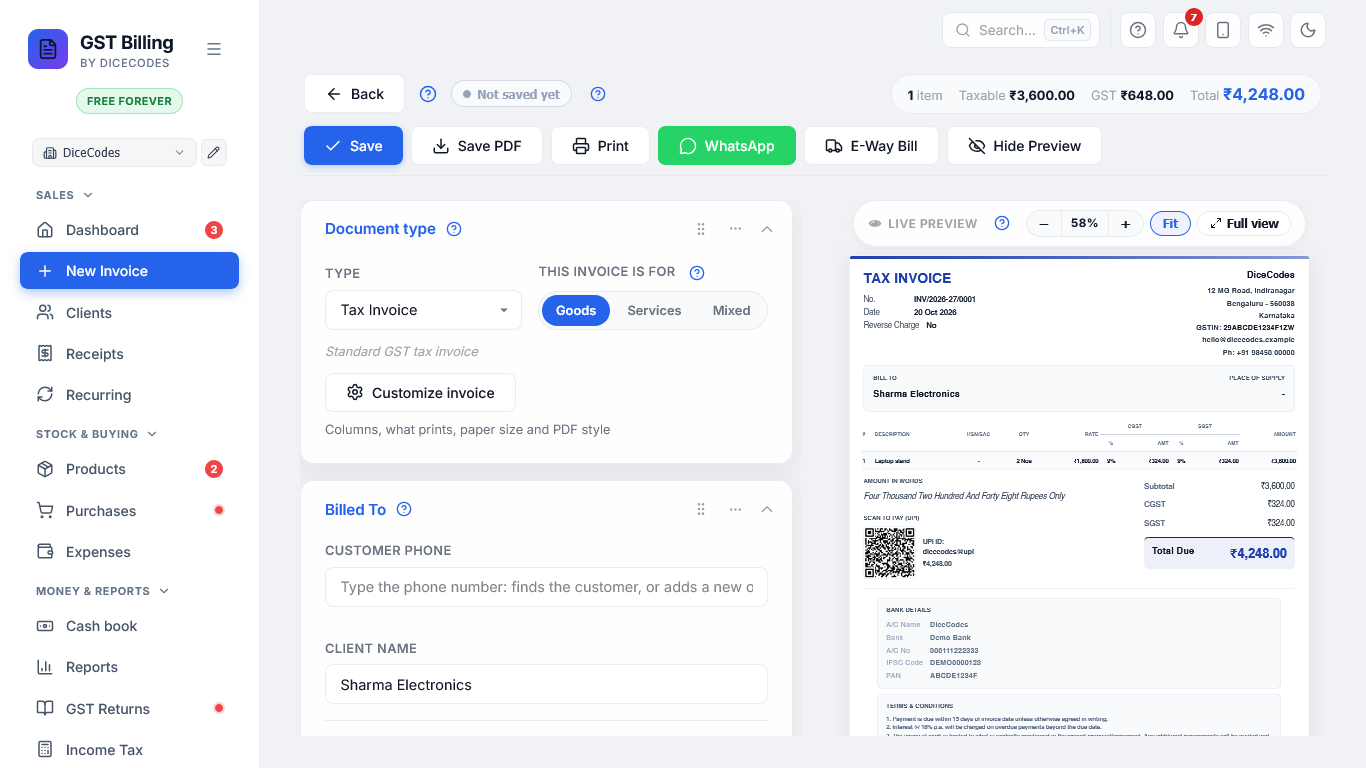 GST Billing
BY DICECODES
FREE FOREVER
DiceCodes
SALES
Dashboard 3
New Invoice
Clients
Receipts
Recurring
STOCK & BUYING
Products 2
Purchases
Expenses
MONEY & REPORTS
Cash book
Reports
GST Returns
Income Tax
Search... Ctrl+K
7
Back
Not saved yet
1 item Taxable ₹3,600.00 GST ₹648.00 Total ₹4,248.00
Save
Save PDF
Print
WhatsApp
E-Way Bill
Hide Preview
Document type
TYPE
Tax Invoice
THIS INVOICE IS FOR
Goods Services Mixed
Standard GST tax invoice
Customize invoice
Columns, what prints, paper size and PDF style
Billed To
CUSTOMER PHONE
Type the phone number: finds the customer, or adds a new o
CLIENT NAME
Sharma Electronics
LIVE PREVIEW
− 58% +
Fit
Full view
TAX INVOICE
No. INV/2026-27/0001
Date 20 Oct 2026
Reverse Charge No
DiceCodes
12 MG Road, Indiranagar
Bengaluru - 560038
Karnataka
GSTIN: 29ABCDE1234F1ZW
hello@dicecodes.example
Ph: +91 98450 00000
BILL TO
Sharma Electronics
PLACE OF SUPPLY
-
# DESCRIPTION HSN/SAC QTY RATE CGST SGST AMOUNT
% AMT % AMT
1 Laptop stand - 2 Nos ₹1,800.00 9% ₹324.00 9% ₹324.00 ₹3,600.00
AMOUNT IN WORDS
Four Thousand Two Hundred And Forty Eight Rupees Only
Subtotal ₹3,600.00
CGST ₹324.00
SGST ₹324.00
Total Due ₹4,248.00
SCAN TO PAY (UPI)
UPI ID:
dicecodes@upi
₹4,248.00
BANK DETAILS
A/C Name DiceCodes
Bank Demo Bank
A/C No 000111222333
IFSC Code DEMO0000123
PAN ABCDE1234F
TERMS & CONDITIONS
1. Payment is due within 15 days of invoice date unless otherwise agreed in writing.
2. Interest @ 18% p.a. will be charged on overdue payments beyond the due date.